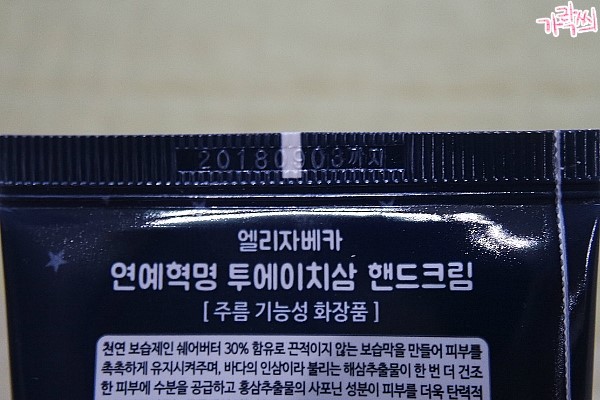 가락씨
20180903까지
엘리자베카
연예혁명 투에이치삼 핸드크림
[ 주름 기능성 화장품 ]
천연 보습제인 쉐어버터 30% 함유로 끈적이지 않는 보습막을 만들어 피부를
촉촉하게 유지시켜주며, 바다의 인삼이라 불리는 해삼추출물이 한 번 더 건조
한 피부에 수분을 공급하고 홍삼추출물의 사포닌 성분이 피부를 더욱 탄력적